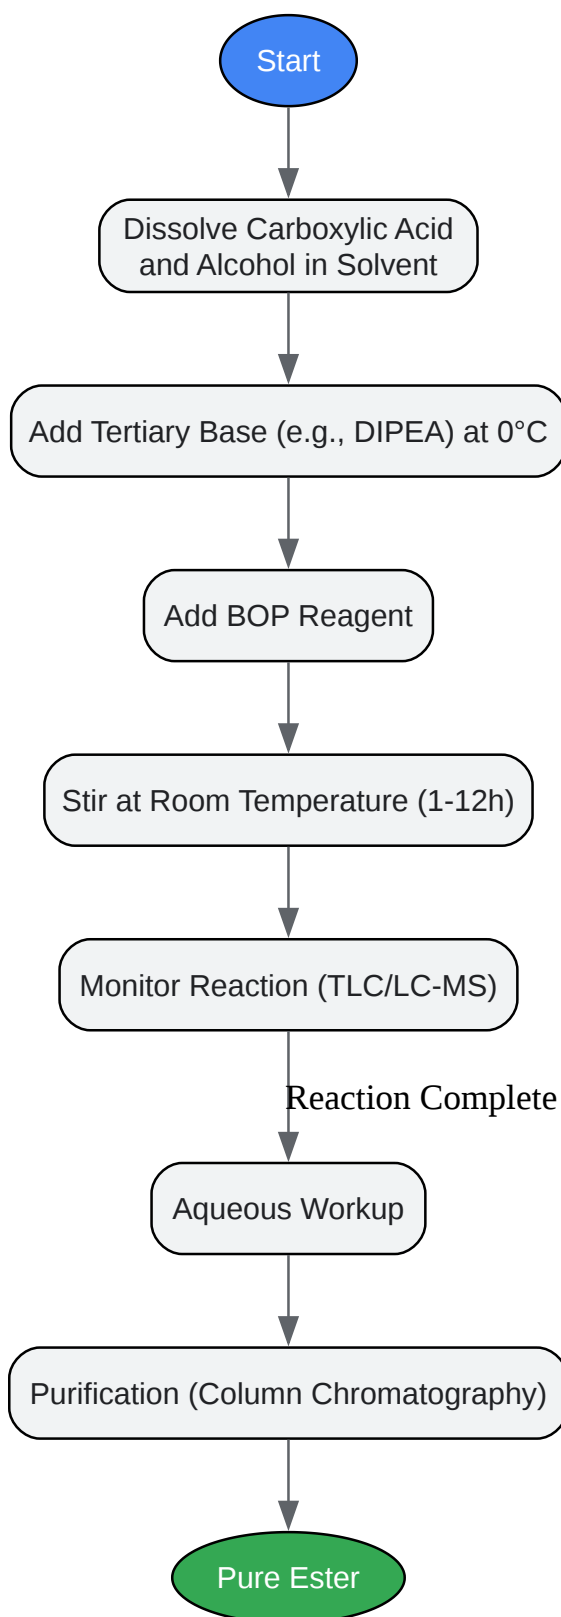 Start
Dissolve Carboxylic Acid
and Alcohol in Solvent
Add Tertiary Base (e.g., DIPEA) at 0°C
Add BOP Reagent
Stir at Room Temperature (1-12h)
Monitor Reaction (TLC/LC-MS)
Reaction Complete
Aqueous Workup
Purification (Column Chromatography)
Pure Ester